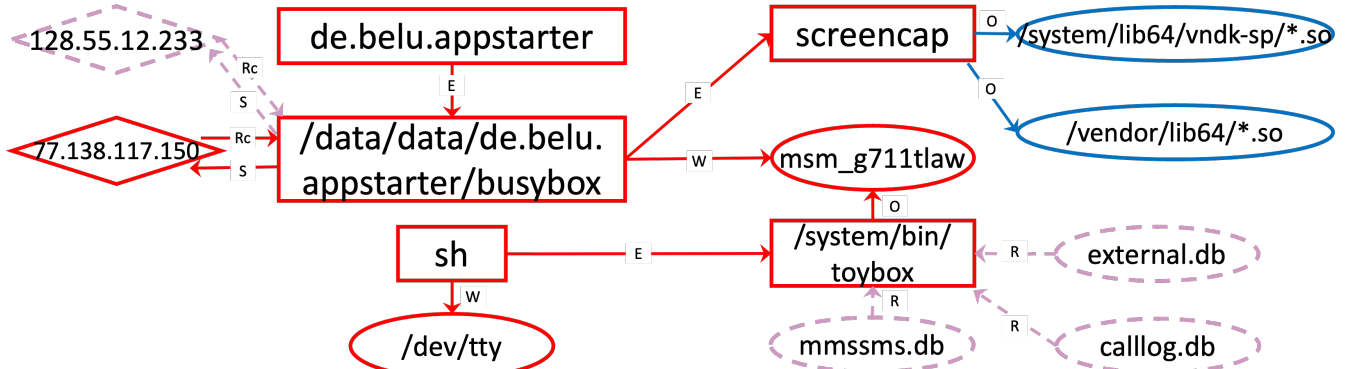 128.55.12.233
de.belu.appstarter
screencap
O
/system/lib64/vndk-sp/*.so
Rc
S
E
E
O
77.138.117.150
Rc
S
/data/data/de.belu.
appstarter/busybox
W
msm_g711tlaw
/vendor/lib64/*.so
O
sh
E
/system/bin/
toybox
R
external.db
W
R
R
/dev/tty
mmssms.db
calllog.db